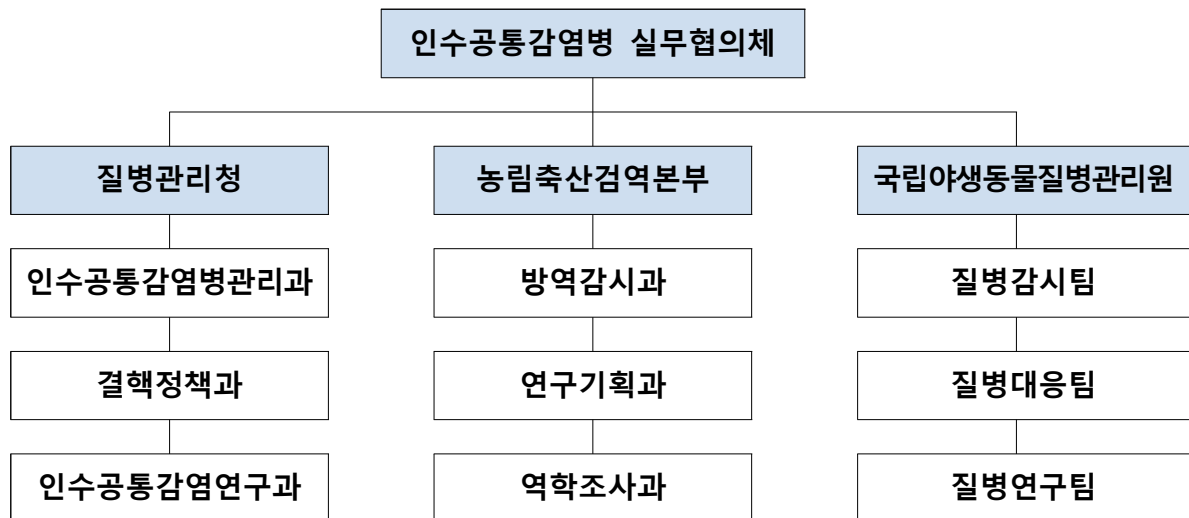 인수공통감염병 실무협의체
질병관리청
농림축산검역본부
국립야생동물질병관리원
인수공통감염병관리과
방역감시과
질병감시팀
결핵정책과
연구기획과
질병대응팀
인수공통감염연구과
역학조사과
질병연구팀